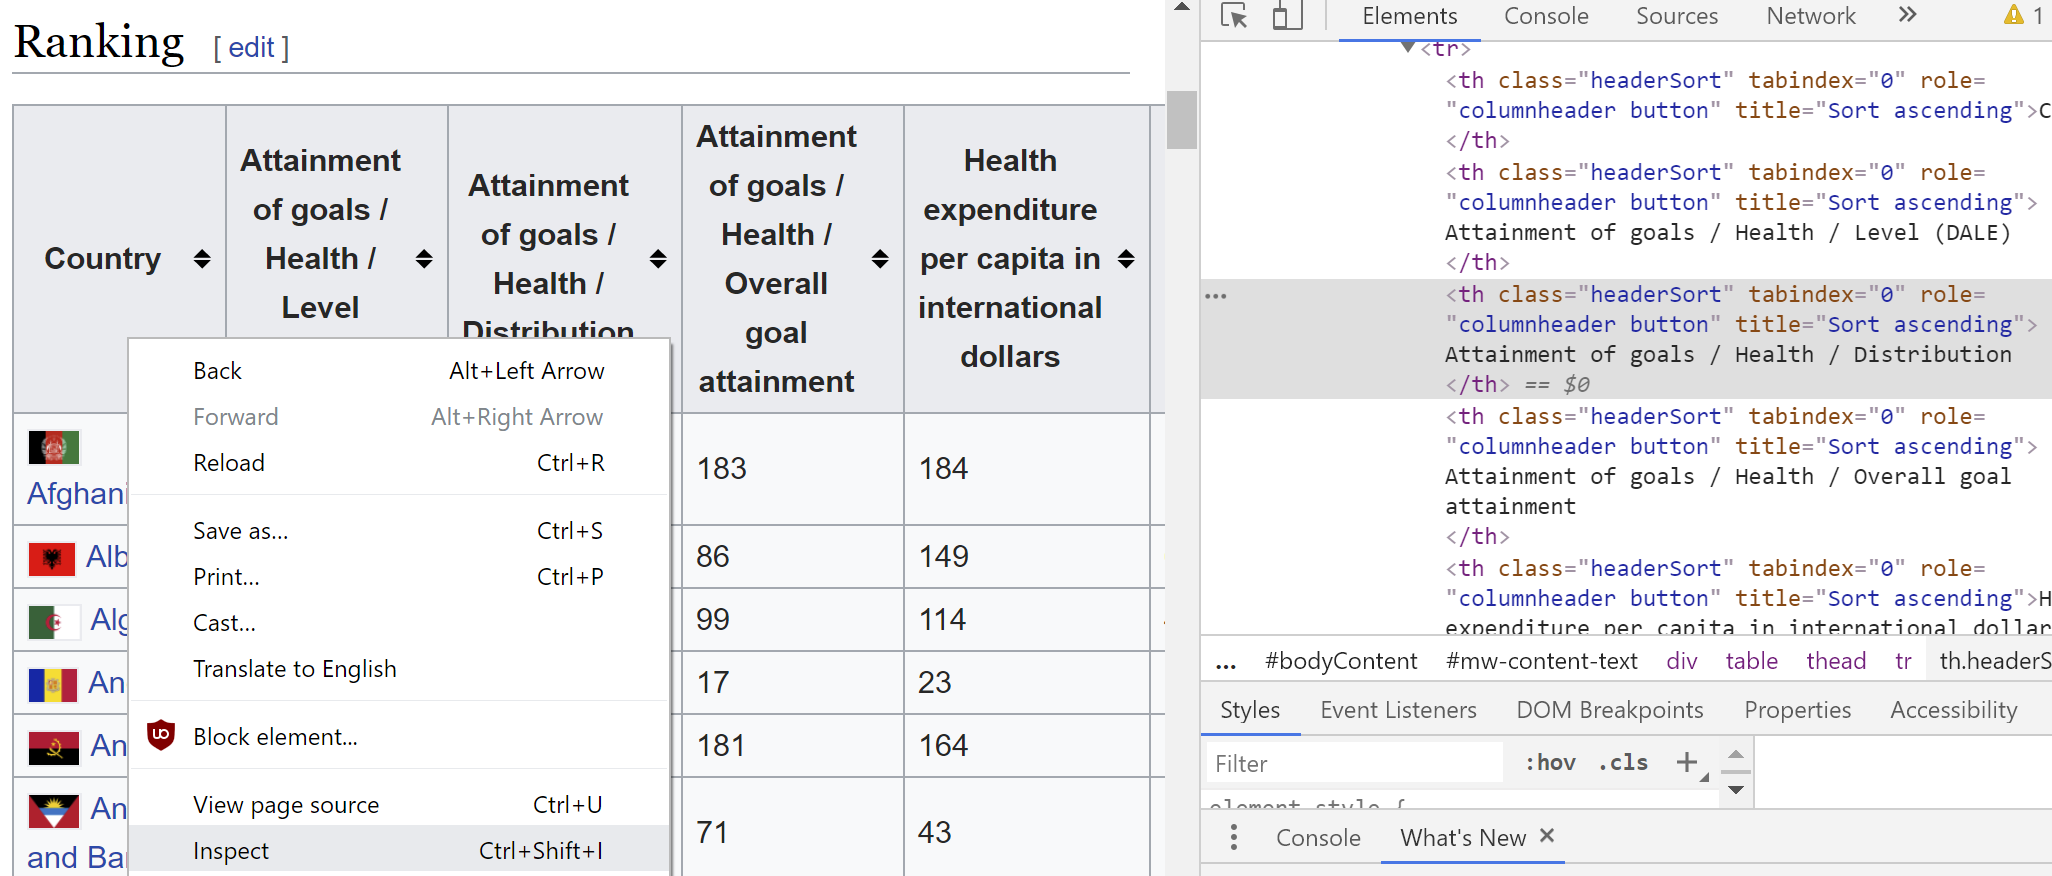 Ranking [ edit ]
Country
Attainment
of goals /
Health /
Level
Attainment
of goals /
Health /
Distribution
Attainment
of goals /
Health /
Overall
goal
attainment
Health
expenditure
per capita in
international
dollars
Afghani
183 184
Alb
86 149
Alg
99 114
An
17 23
An
181 164
An
and Ba
71 43
Back Alt+Left Arrow
Forward Alt+Right Arrow
Reload Ctrl+R
Save as... Ctrl+S
Print... Ctrl+P
Cast...
Translate to English
Block element...
View page source Ctrl+U
Inspect Ctrl+Shift+I
Elements Console Sources Network » 1
<tr>
<th class="headerSort" tabindex="0" role=
"columnheader button" title="Sort ascending">C
</th>
<th class="headerSort" tabindex="0" role=
"columnheader button" title="Sort ascending">
Attainment of goals / Health / Level (DALE)
</th>
<th class="headerSort" tabindex="0" role=
"columnheader button" title="Sort ascending">
Attainment of goals / Health / Distribution
</th> == $0
<th class="headerSort" tabindex="0" role=
"columnheader button" title="Sort ascending">
Attainment of goals / Health / Overall goal
attainment
</th>
<th class="headerSort" tabindex="0" role=
"columnheader button" title="Sort ascending">H
expenditure per capita in international dollar
... #bodyContent #mw-content-text div table thead tr th.headerS
Styles Event Listeners DOM Breakpoints Properties Accessibility
Filter :hov .cls +
element.style {
Console What's New ×